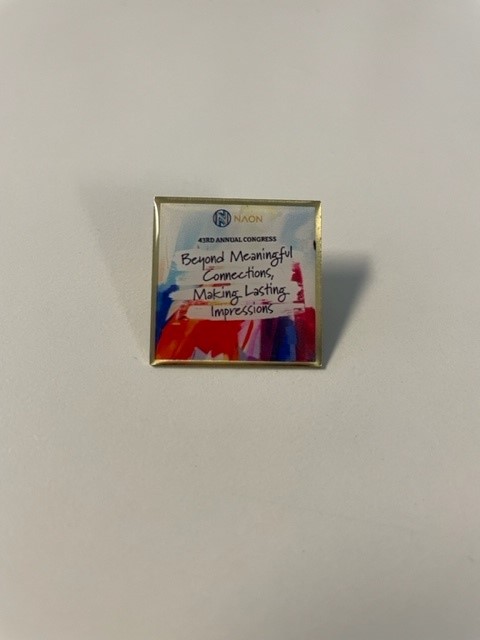 NAON
43RD ANNUAL CONGRESS
Beyond Meaningful
Connections,
Making Lasting
Impressions